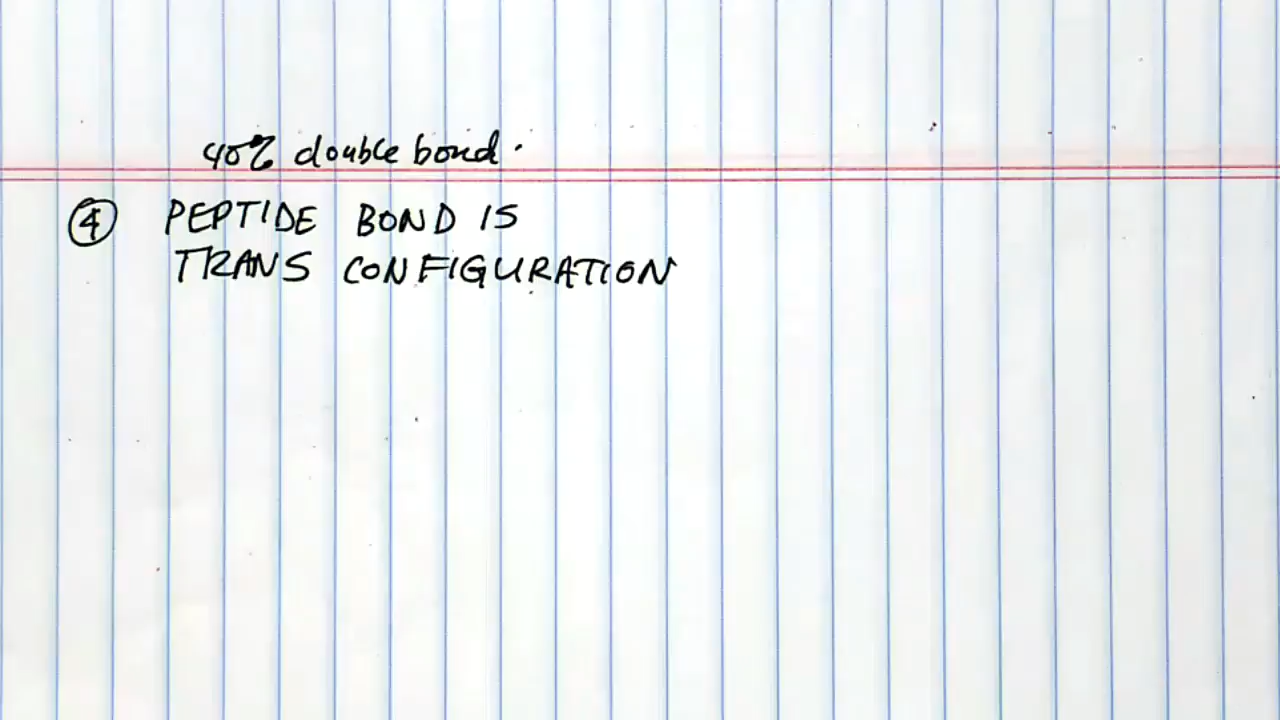 40% double bond.
④ PEPTIDE BOND IS
TRANS CONFIGURATION